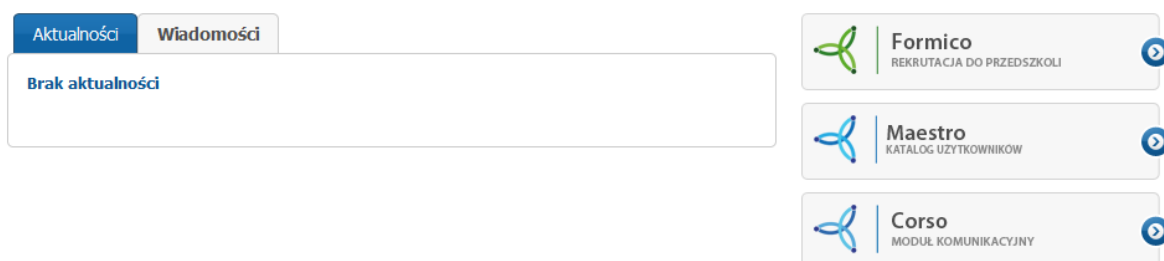 Aktualności
Wiadomości
Brak aktualności
Formico
REKRUTACJA DO PRZEDSZKOLI
Maestro
KATALOG UŻYTKOWNIKÓW
Corso
MODUŁ KOMUNIKACYJNY